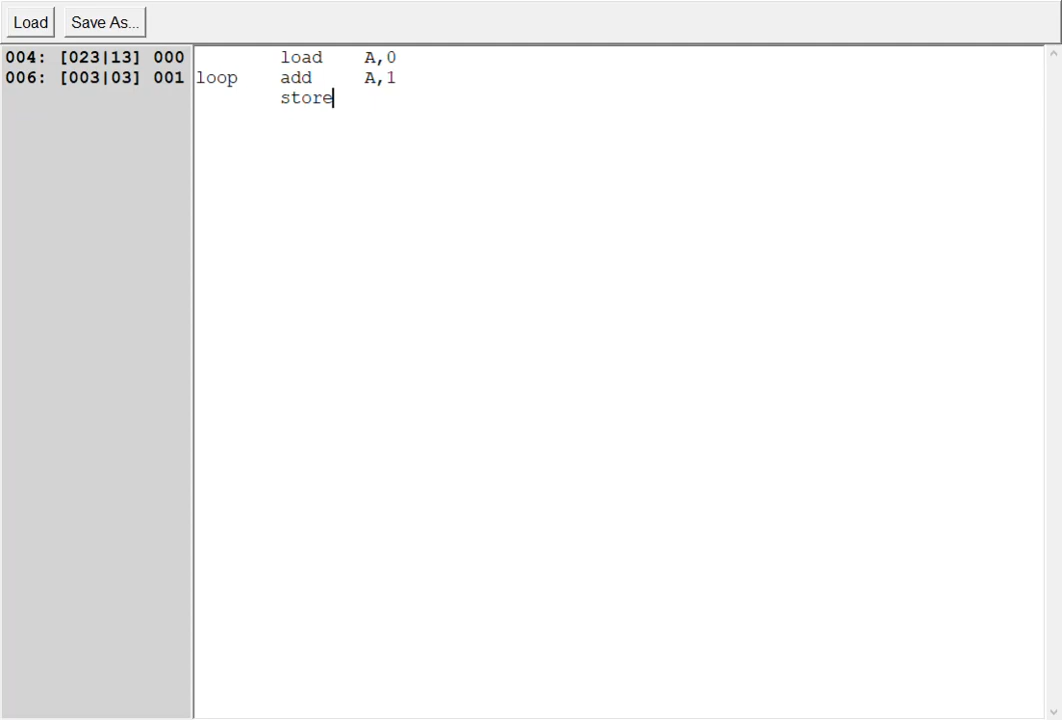 Load Save As...
004: [023|13] 000 load A,0
006: [003|03] 001 loop add A,1
store